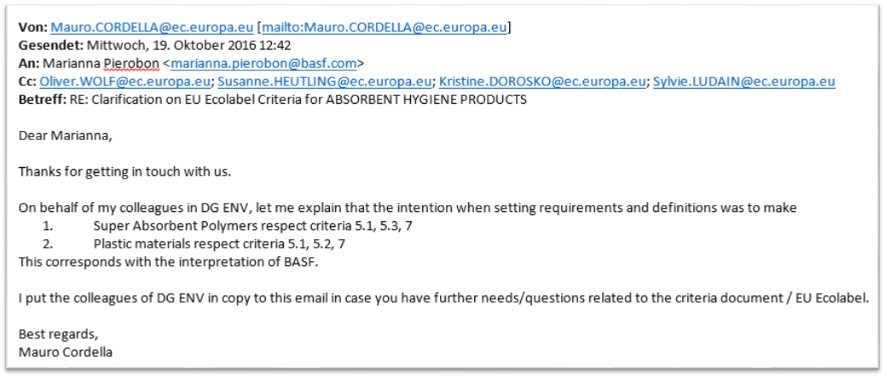 Von: Mauro.CORDELLA@ec.europa.eu [mailto:Mauro.CORDELLA@ec.europa.eu]
Gesendet: Mittwoch, 19. Oktober 2016 12:42
An: Marianna Pierobon <marianna.pierobon@basf.com>
Cc: Oliver.WOLF@ec.europa.eu; Susanne.HEUTLING@ec.europa.eu; Kristine.DOROSKO@ec.europa.eu; Sylvie.LUDAIN@ec.europa.eu
Betreff: RE: Clarification on EU Ecolabel Criteria for ABSORBENT HYGIENE PRODUCTS
Dear Marianna,
Thanks for getting in touch with us.
On behalf of my colleagues in DG ENV, let me explain that the intention when setting requirements and definitions was to make
1. Super Absorbent Polymers respect criteria 5.1, 5.3, 7
2. Plastic materials respect criteria 5.1, 5.2, 7
This corresponds with the interpretation of BASF.
I put the colleagues of DG ENV in copy to this email in case you have further needs/questions related to the criteria document / EU Ecolabel.
Best regards,
Mauro Cordella